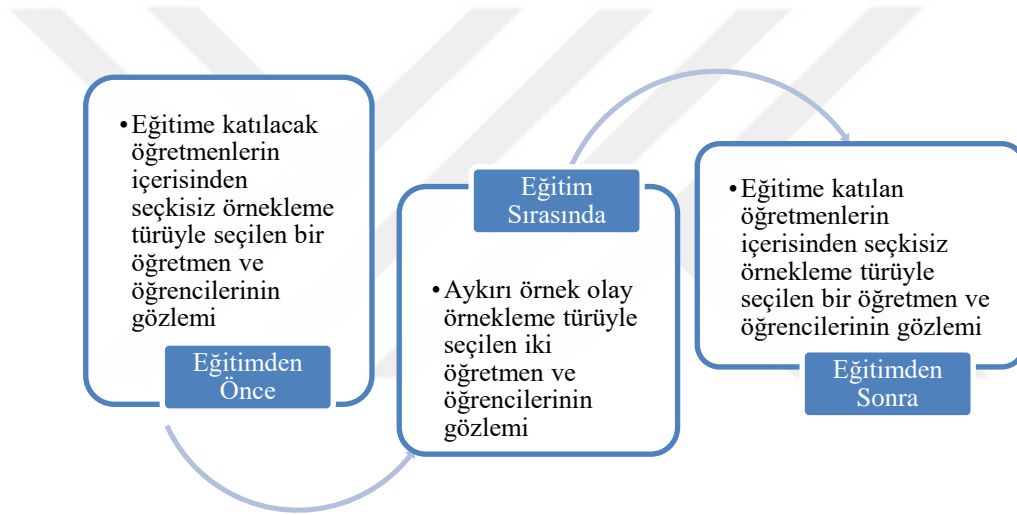 •Eğitime katılacak
öğretmenlerin
içerisinden
seçkisiz örnekleme
türüyle seçilen bir
öğretmen ve
öğrencilerinin
gözlemi
Eğitimden
Önce
Eğitim
Sırasında
•Aykırı örnek olay
örnekleme türüyle
seçilen iki
öğretmen ve
öğrencilerinin
gözlemi
•Eğitime katılan
öğretmenlerin
içerisinden seçkisiz
örnekleme türüyle
seçilen bir öğretmen ve
öğrencilerinin gözlemi
Eğitimden
Sonra